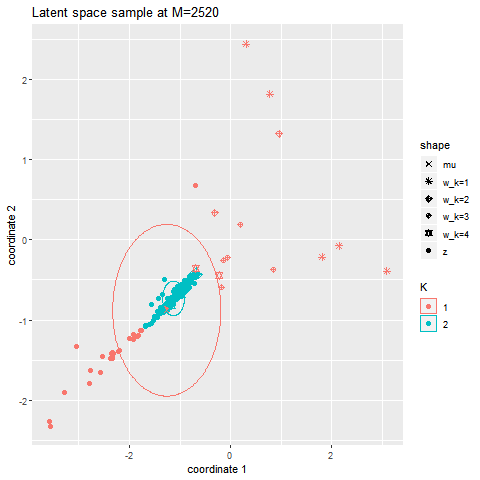 Latent space sample at M=2520
coordinate 2
2
1
0
-1
-2
-2
0
2
coordinate 1
shape
mu
w_k=1
w_k=2
w_k=3
w_k=4
z
K
1
2